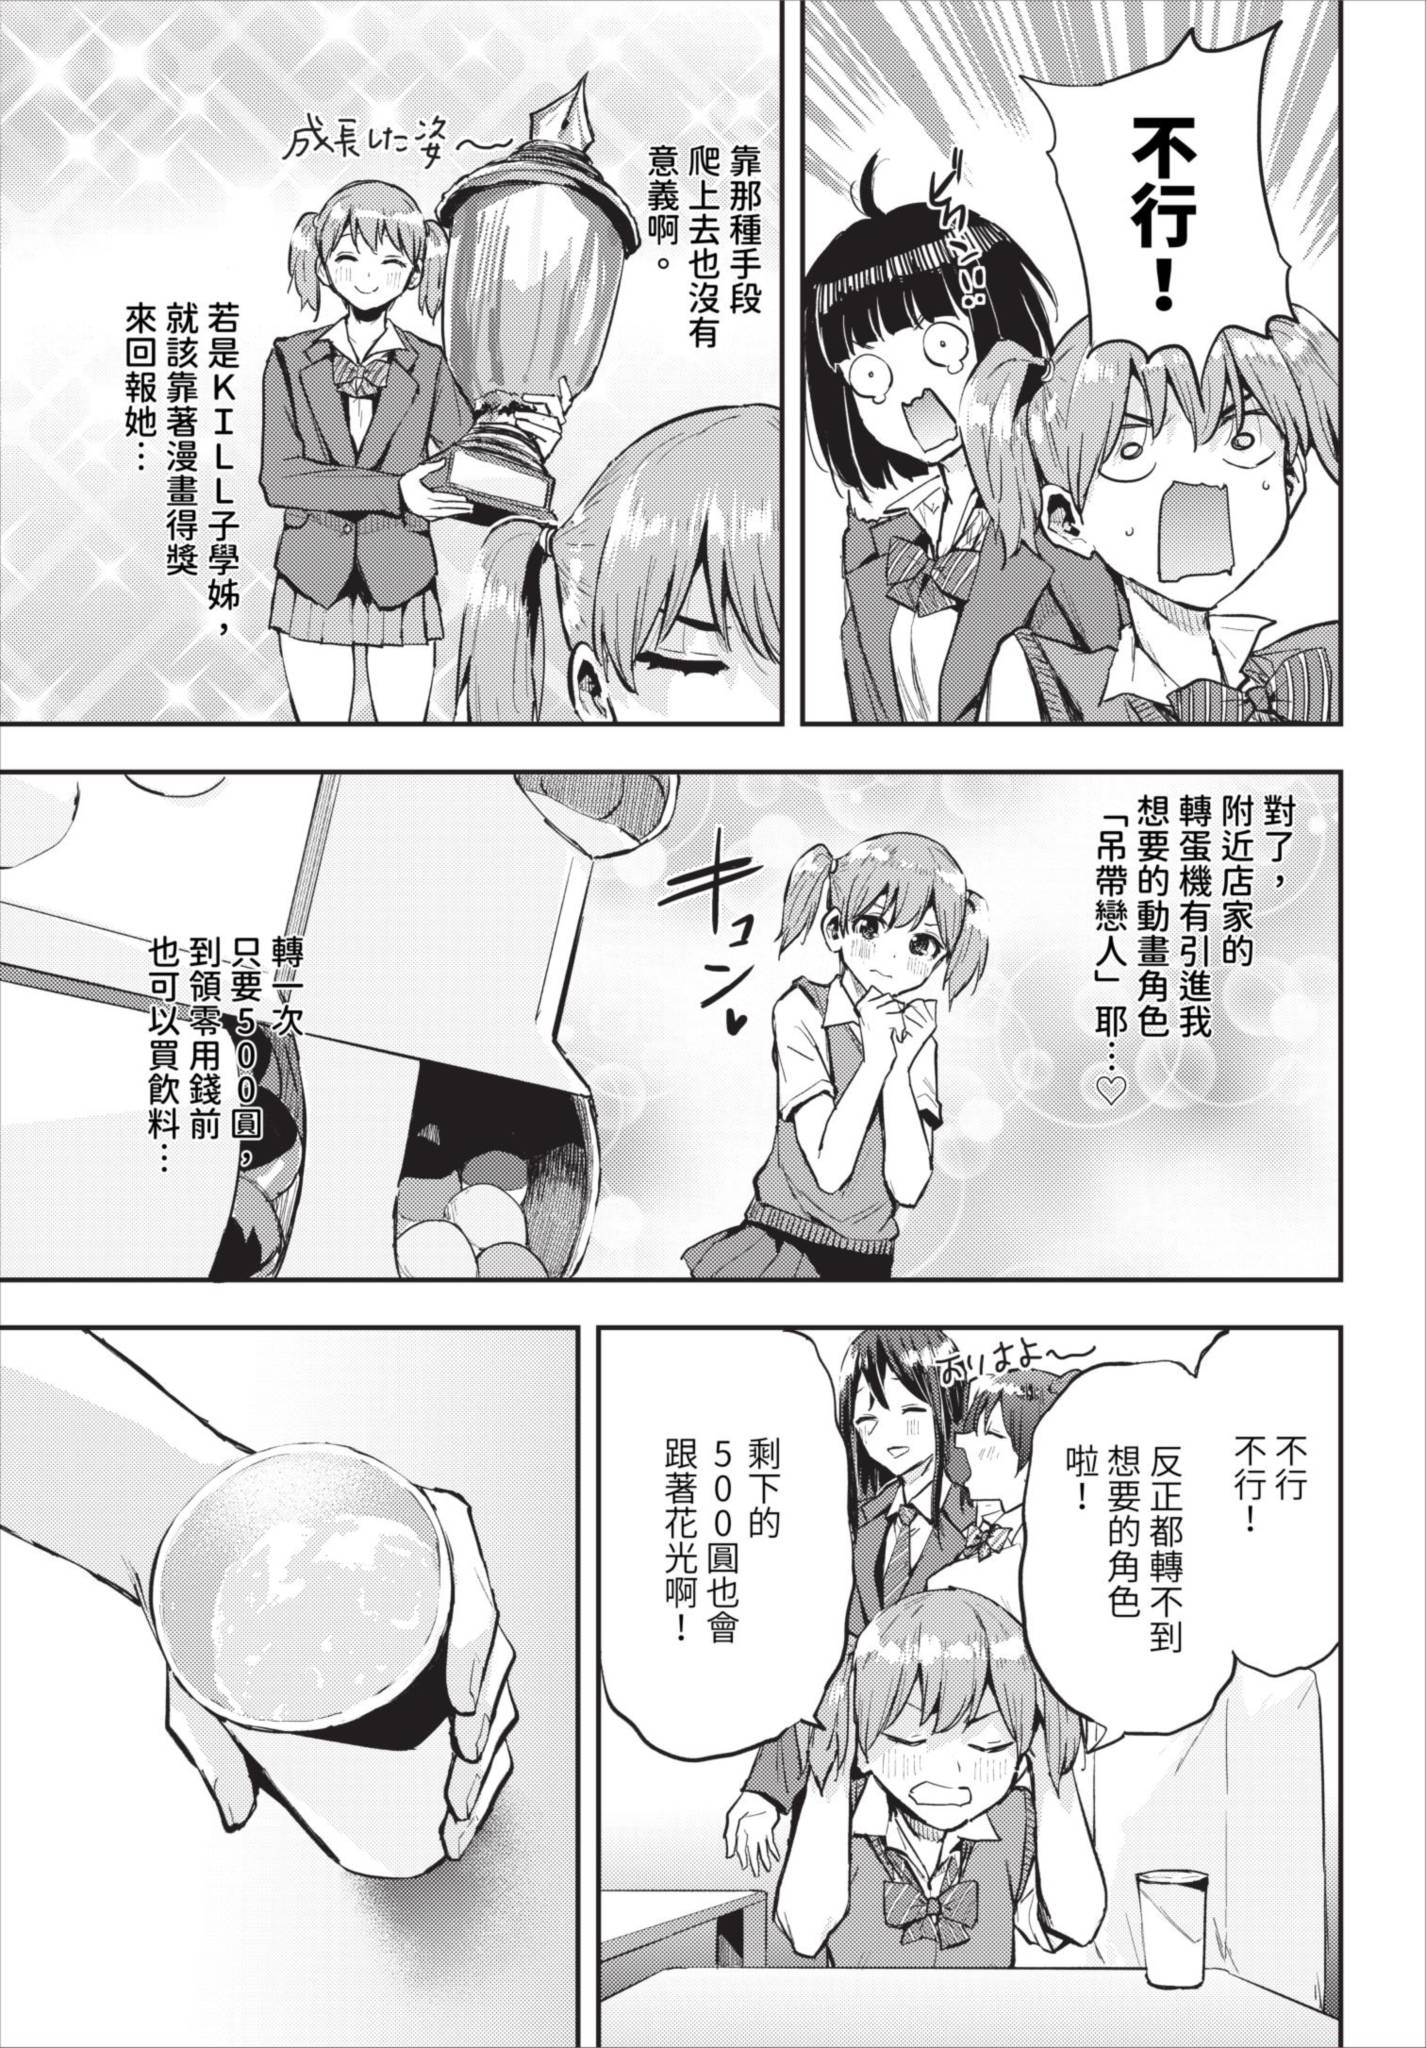 不行！
ガーン!!
靠那種手段
爬上去也沒有
意義啊。
成長した姿～
若是KILL子學姊，
就該靠著漫畫得獎
來回報她…
對了，
附近店家的
轉蛋機有引進我
想要的動畫角色
「吊帶戀人」耶…♡
キュン♥
轉一次
只要500圓，
到領零用錢前
也可以買飲料…
不行
不行！
反正都轉不到
想要的角色
啦！
おりはよ～
剩下的
500圓也會
跟著花光啊！